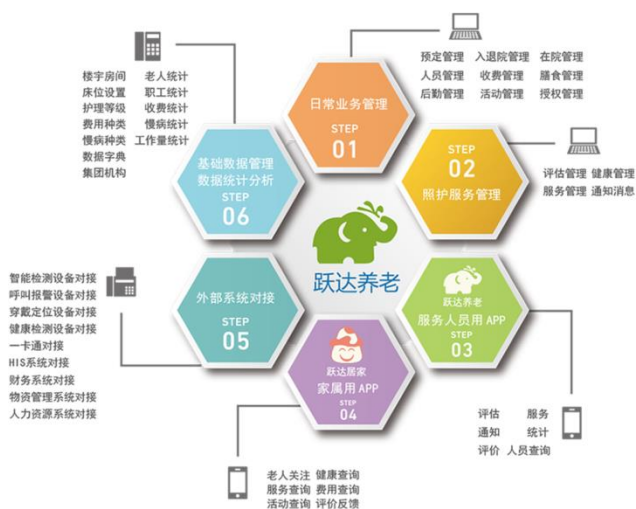 预定管理 入退院管理 在院管理
人员管理 收费管理 膳食管理
后勤管理 活动管理 授权管理
日常业务管理
STEP
01
STEP
02
照护服务管理
评估管理 健康管理
服务管理 通知消息
跃达养老
服务人员用APP
STEP
03
评估 服务
通知 统计
评价 人员查询
跃达居家
家属用APP
STEP
04
老人关注 健康查询
服务查询 费用查询
活动查询 评价反馈
外部系统对接
STEP
05
智能检测设备对接
呼叫报警设备对接
穿戴定位设备对接
健康检测设备对接
一卡通对接
HIS系统对接
财务系统对接
物资管理系统对接
人力资源系统对接
基础数据管理
数据统计分析
STEP
06
楼宇房间 老人统计
床位设置 职工统计
护理等级 收费统计
费用种类 慢病统计
慢病种类 工作量统计
数据字典
集团机构
跃达养老